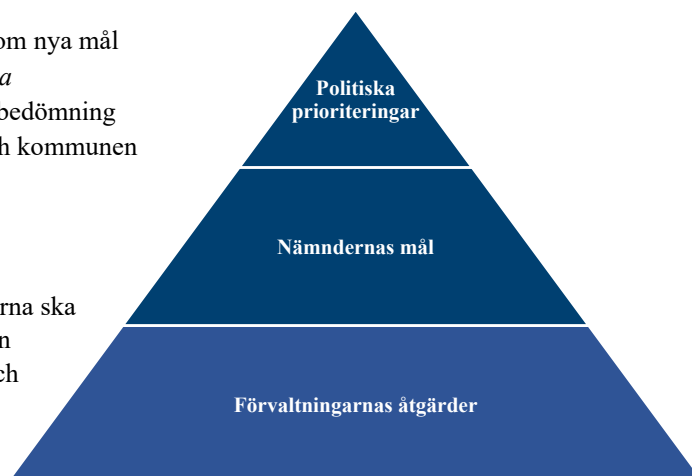 om nya mål
a
bedömning
h kommunen
rna ska
n
ch
Politiska
prioriteringar
Nämndernas mål
Förvaltningarnas åtgärder